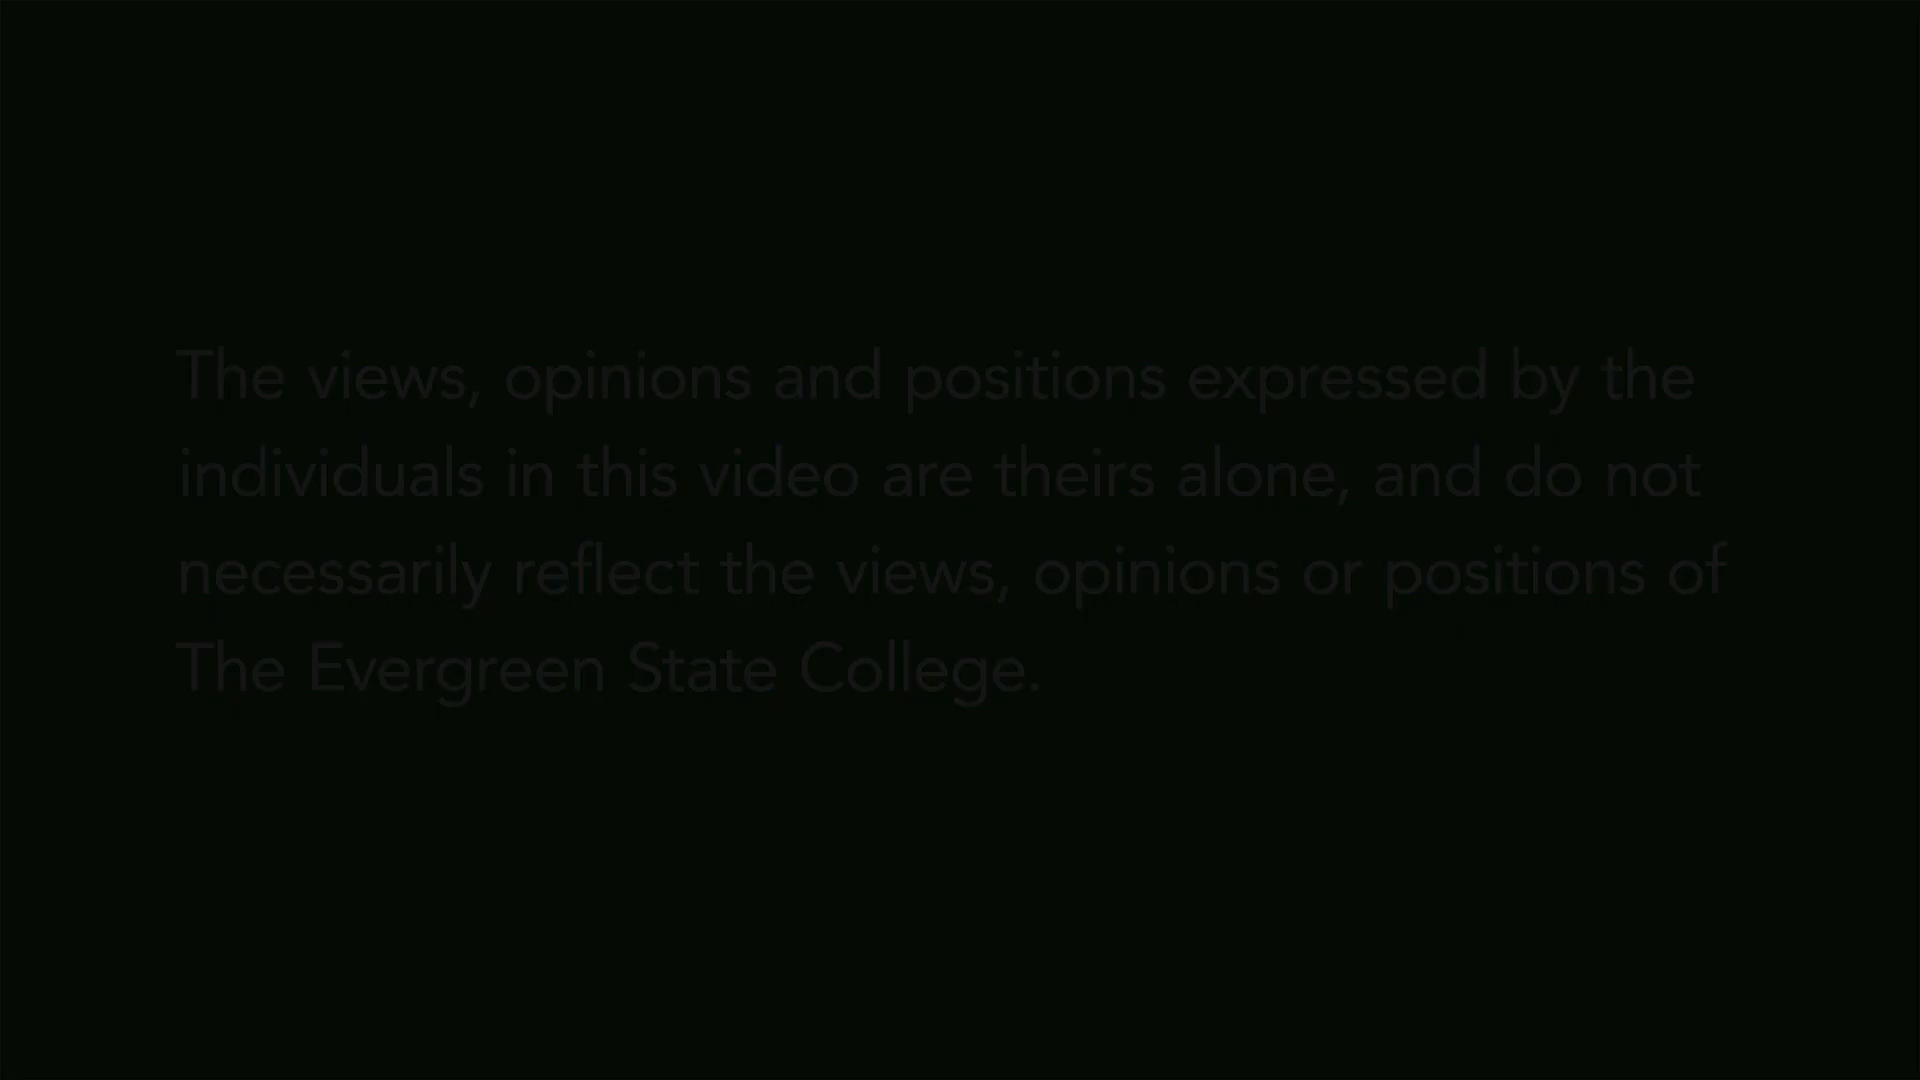 The views, opinions and positions expressed by the
individuals in this video are theirs alone, and do not
necessarily reflect the views, opinions or positions of
The Evergreen State College.